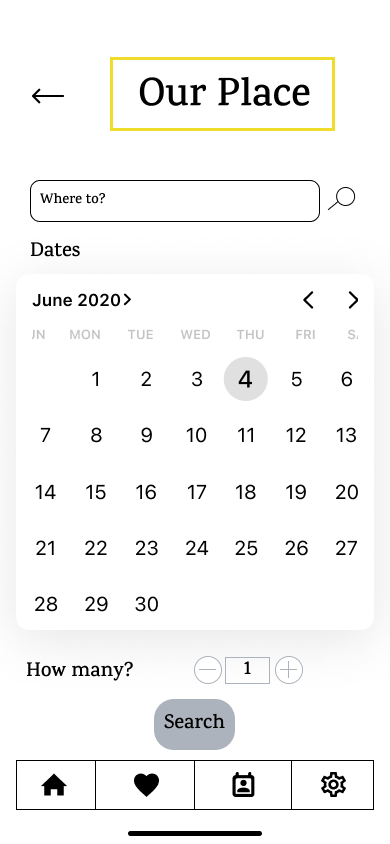 Our Place
Where to?
Dates
June 2020
JN MON TUE WED THU FRI S.
1 2 3 4 5 6
7 8 9 10 11 12 13
14 15 16 17 18 19 20
21 22 23 24 25 26 27
28 29 30
How many? 1
Search